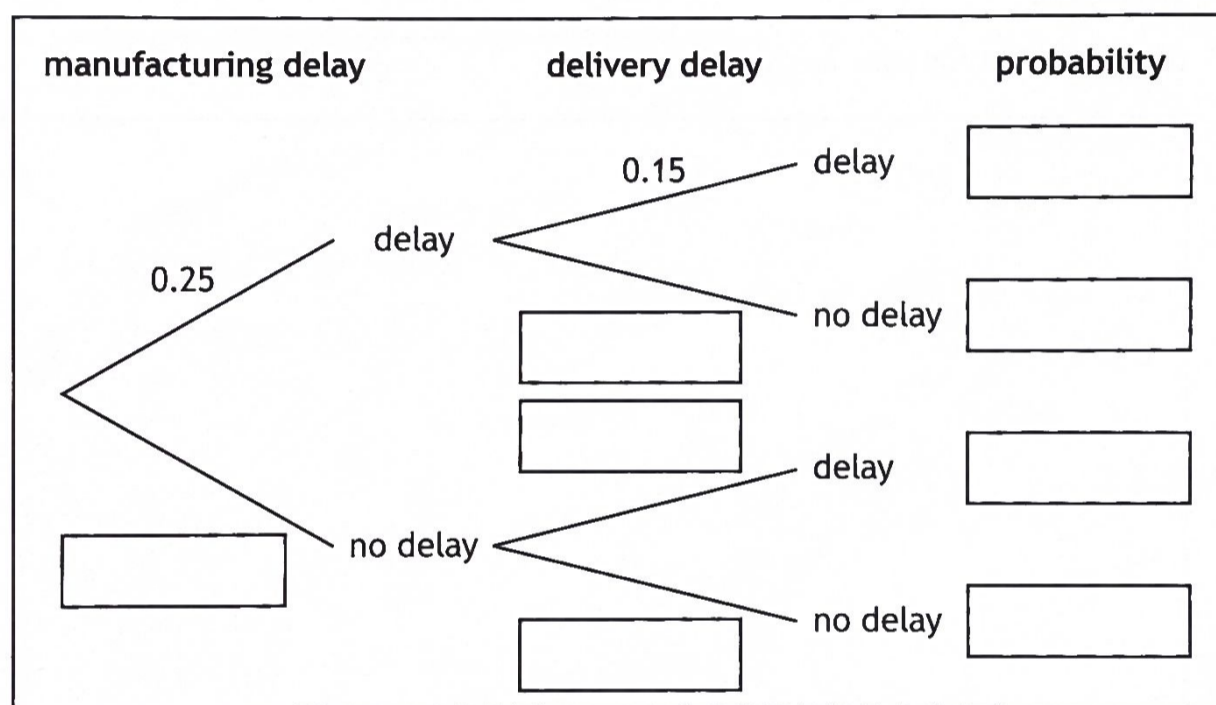 manufacturing delay delivery delay probability
0.15 delay
delay
0.25
no delay
delay
no delay
no delay